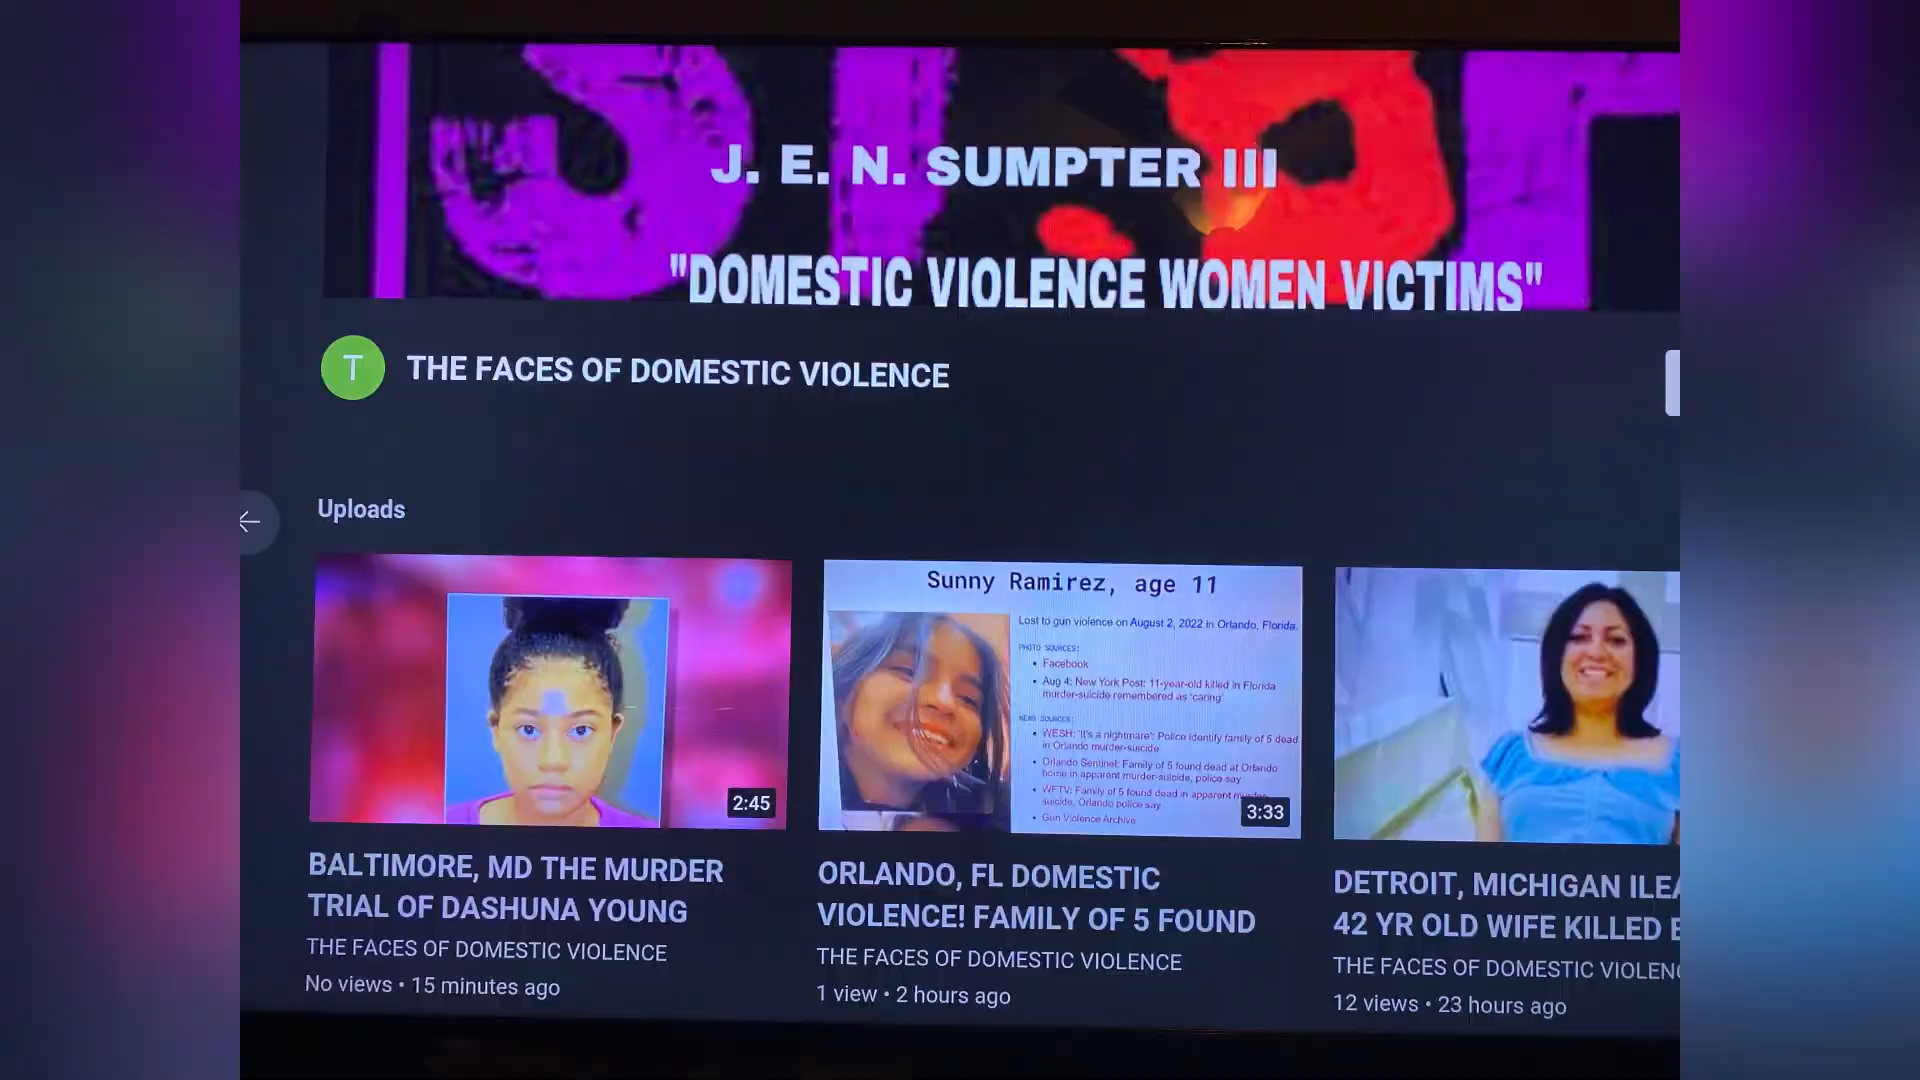 J. E. N. SUMPTER III
"DOMESTIC VIOLENCE WOMEN VICTIMS"
T
THE FACES OF DOMESTIC VIOLENCE
Uploads
2:45
BALTIMORE, MD THE MURDER
TRIAL OF DASHUNA YOUNG
THE FACES OF DOMESTIC VIOLENCE
No views • 15 minutes ago
Sunny Ramirez, age 11
Lost to gun violence on August 2, 2022 in Orlando, Florida.
PHOTO SOURCES:
• Facebook
• Aug 4: New York Post: 11-year-old killed in Florida
murder-suicide remembered as 'caring'
NEWS SOURCES:
• WESH: 'It's a nightmare': Police identify family of 5 dead
in Orlando murder-suicide
• Orlando Sentinel: Family of 5 found dead at Orlando
home in apparent murder-suicide, police say
• WFTV: Family of 5 found dead in apparent murder-
suicide, Orlando police say
• Gun Violence Archive
3:33
ORLANDO, FL DOMESTIC
VIOLENCE! FAMILY OF 5 FOUND
THE FACES OF DOMESTIC VIOLENCE
1 view • 2 hours ago
DETROIT, MICHIGAN
42 YR OLD WIFE KILLED
THE FACES OF DOMESTIC
12 views • 23 hours ago